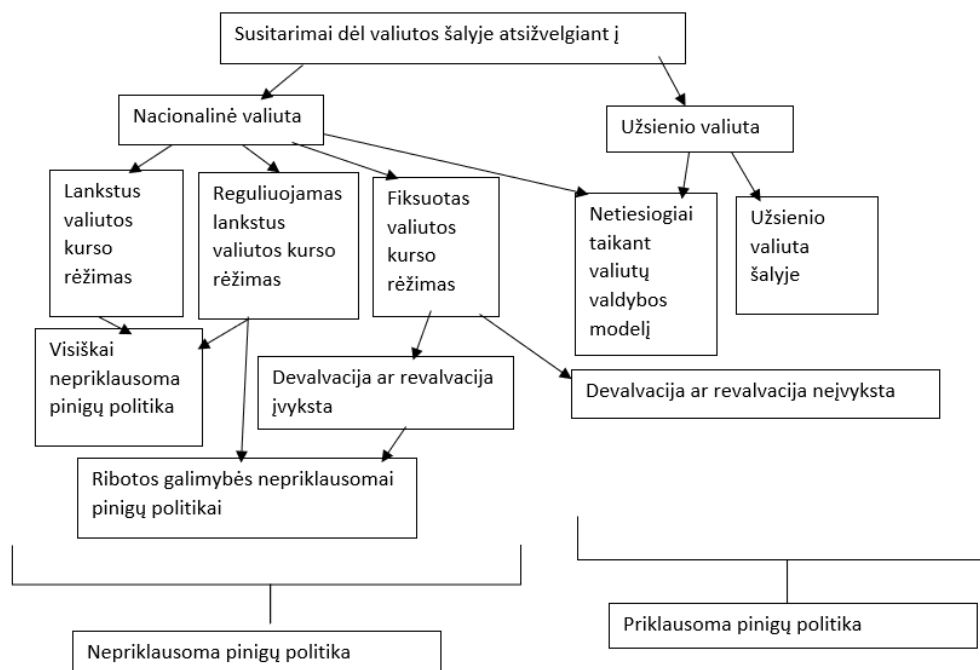 Susitarimai dėl valiutos šalyje atsižvelgiant į
Nacionalinė valiuta
Užsienio valiuta
Lankstus
valiutos
kurso
rėžimas
Reguliuojamas
lankstus
valiutos kurso
rėžimas
Fiksuotas
valiutos
kurso
rėžimas
Netiesiogiai
taikant
valiutų
valdybos
modelį
Užsienio
valiuta
šalyje
Visiškai
nepriklausoma
pinigų politika
Devalvacija ar revalvacija
įvyksta
Devalvacija ar revalvacija neįvyksta
Ribotos galimybės nepriklausomai
pinigų politikai
Nepriklausoma pinigų politika
Priklausoma pinigų politika